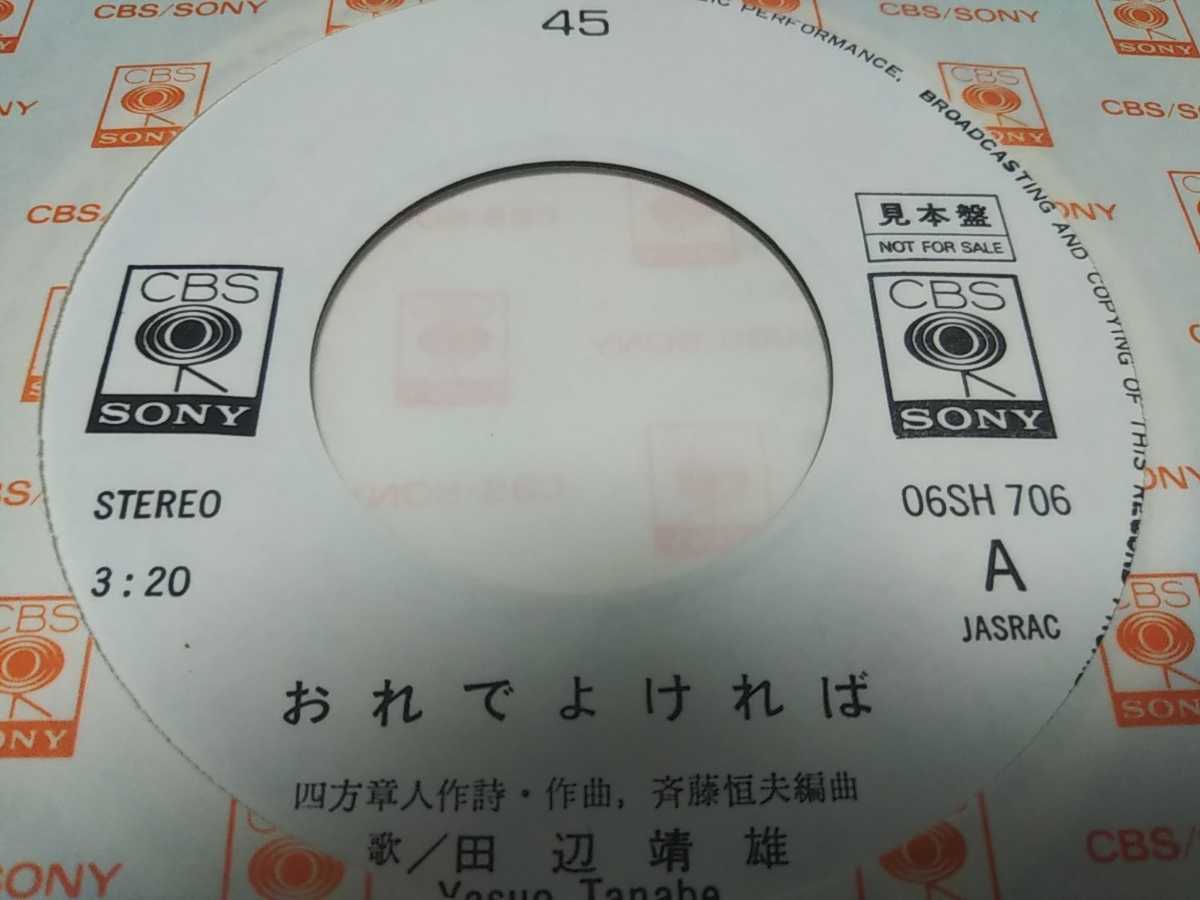 45
PERFORMANCE, BROADCASTING AND COPYING OF THIS RECORD
見本盤
NOT FOR SALE
CBS
SONY
CBS
SONY
STEREO
06SH 706
3:20
A
JASRAC
おれでよければ
四方章人作詩・作曲, 斉藤恒夫編曲
歌/田辺靖雄
Yasuo Tanabe
CBS/SONY
CBS
SONY
CBS
SONY
CBS/
SONY
CBS/SONY